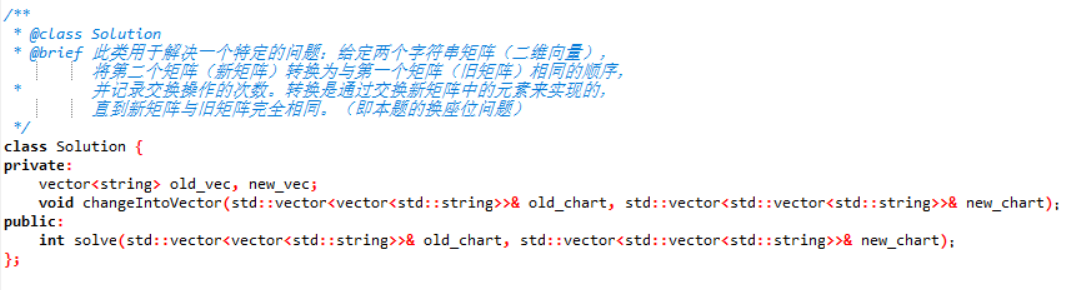 /**
 * @class Solution
 * @brief 此类用于解决一个特定的问题：给定两个字符串矩阵（二维向量），
          将第二个矩阵（新矩阵）转换为与第一个矩阵（旧矩阵）相同的顺序，
 *        并记录交换操作的次数。转换是通过交换新矩阵中的元素来实现的，
          直到新矩阵与旧矩阵完全相同。（即本题的换座位问题）
 */
class Solution {
private:
    vector<string> old_vec, new_vec;
    void changeIntoVector(std::vector<vector<std::string>>& old_chart, std::vector<std::vector<std::string>>& new_chart);
public:
    int solve(std::vector<vector<std::string>>& old_chart, std::vector<std::vector<std::string>>& new_chart);
};